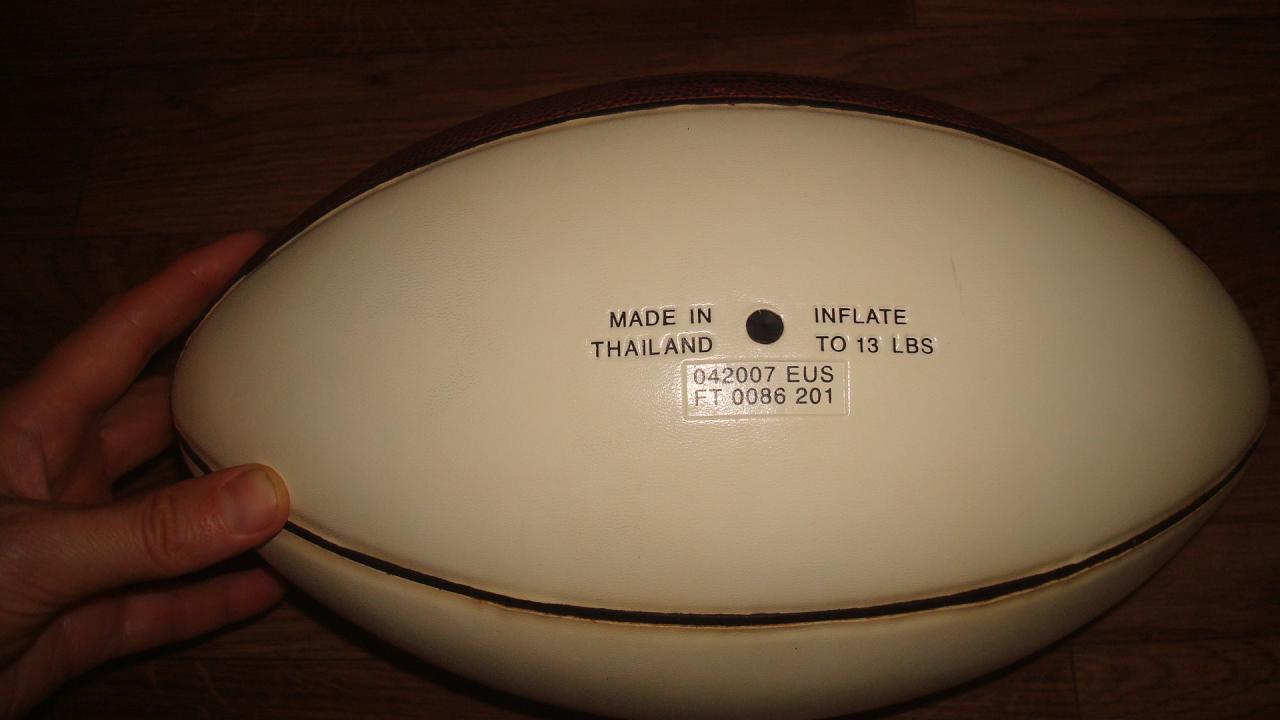 MADE IN
THAILAND
INFLATE
TO 13 LBS
042007 EUS
FT 0086 201